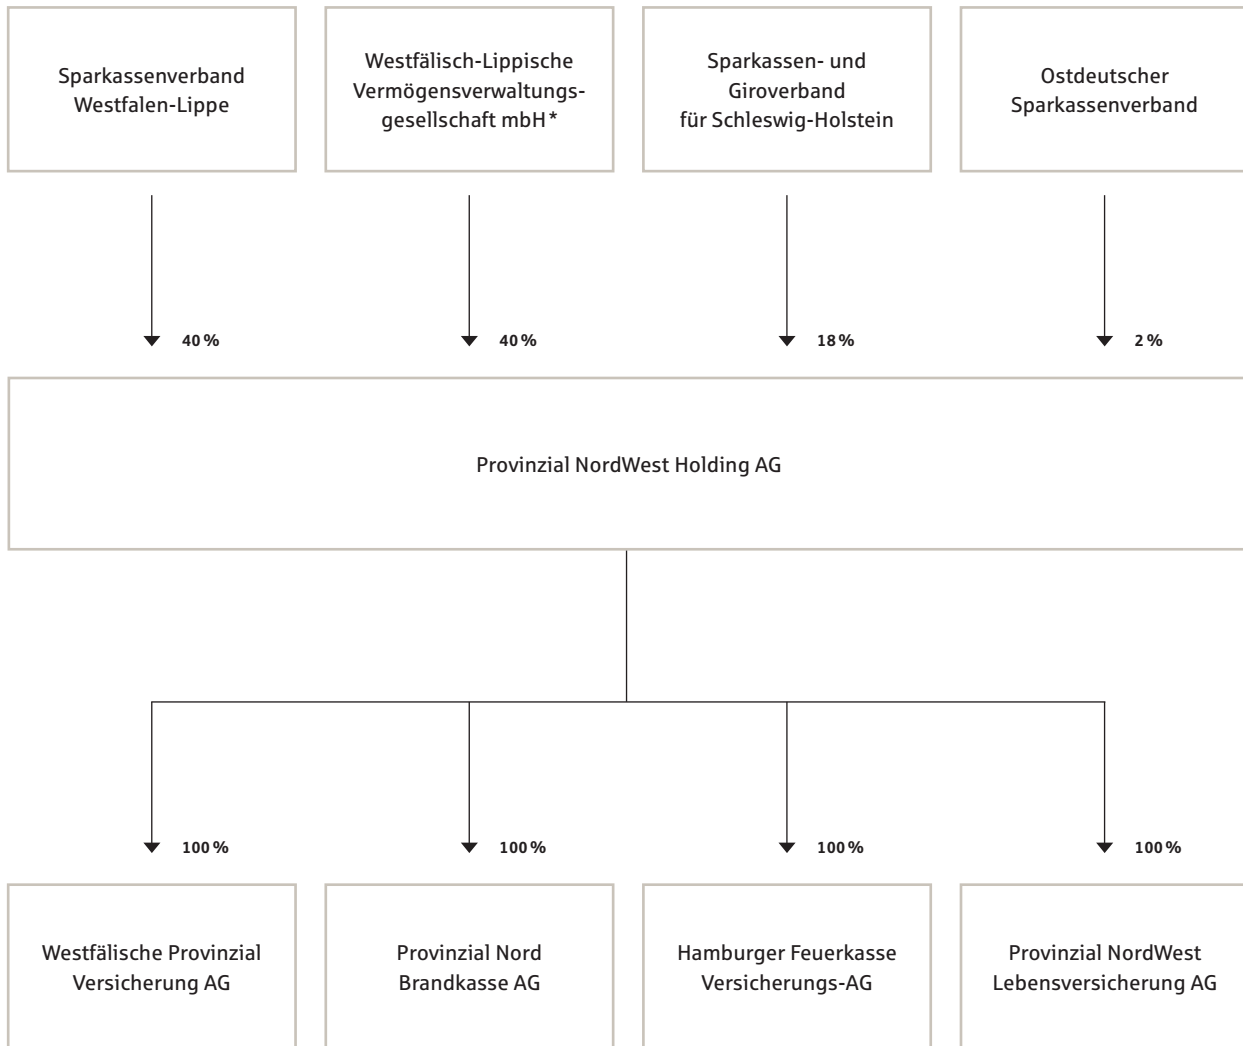 Sparkassenverband
Westfalen-Lippe
Westfälisch-Lippische
Vermögensverwaltungs-
gesellschaft mbH*
Sparkassen- und
Giroverband
für Schleswig-Holstein
Ostdeutscher
Sparkassenverband
40 %
40 %
18 %
2 %
Provinzial NordWest Holding AG
100 %
100 %
100 %
100 %
Westfälische Provinzial
Versicherung AG
Provinzial Nord
Brandkasse AG
Hamburger Feuerkasse
Versicherungs-AG
Provinzial NordWest
Lebensversicherung AG